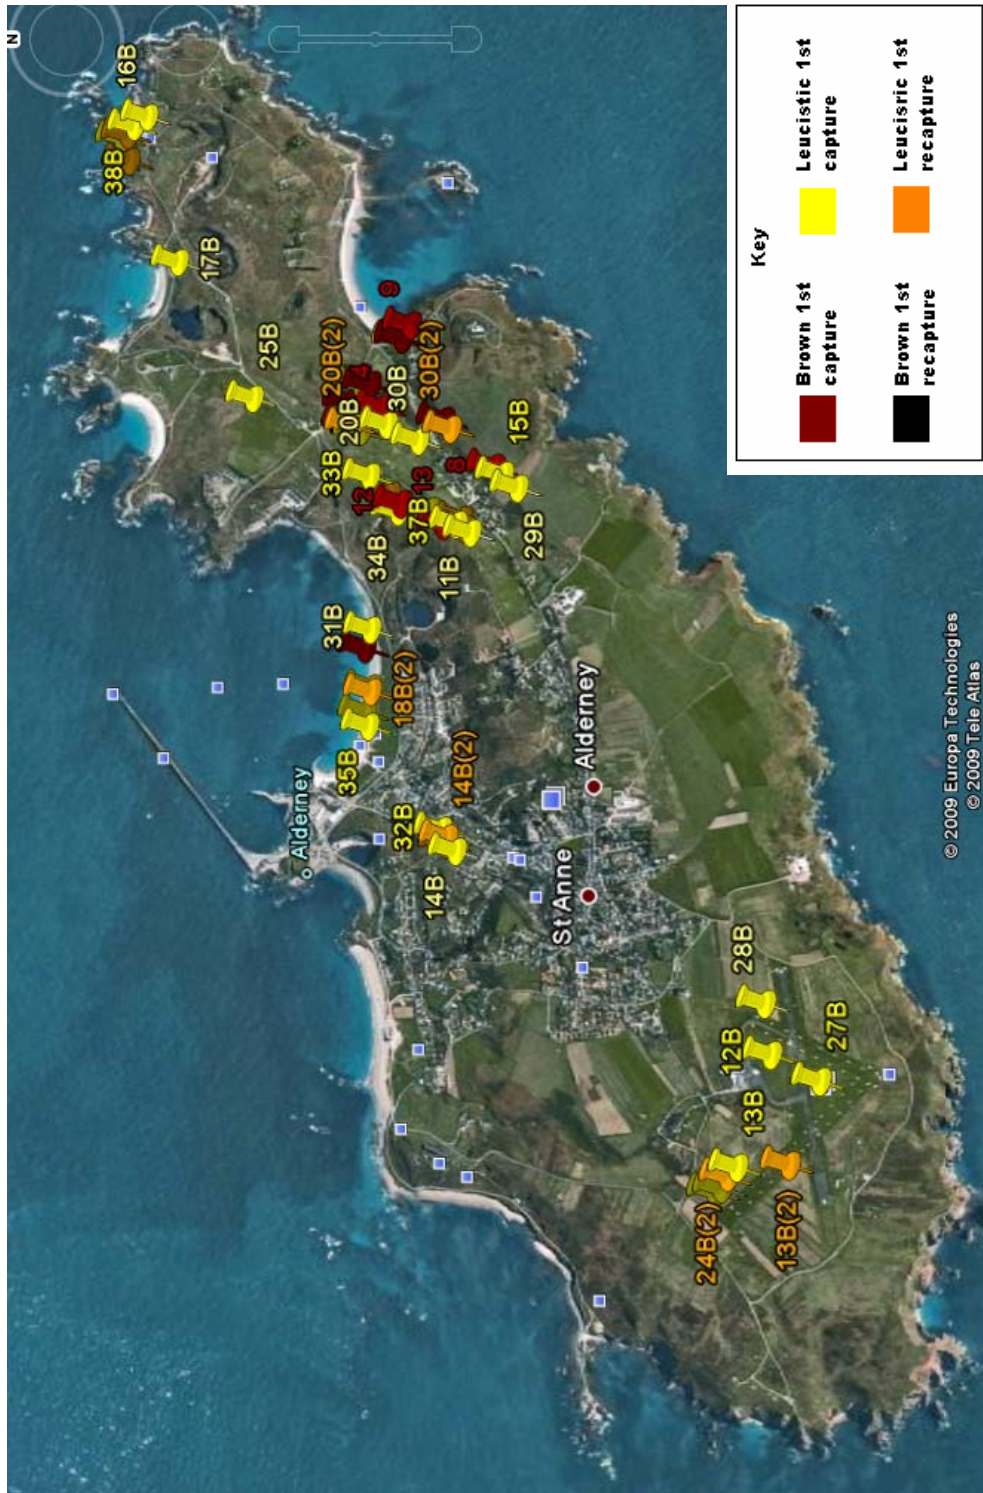 N
16B
38B
17B
25B
9
20B(2)
4
30B
30B(2)
20B
33B
15B
8
13
12
37B
29B
34B
11B
31B
18B(2)
35B
14B(2)
32B
14B
Alderney
Alderney
St Anne
28B
12B
27B
13B
24B(2)
13B(2)
© 2009 Europa Technologies
© 2009 Tele Atlas
Key
Brown 1st
capture
Leucistic 1st
capture
Brown 1st
recapture
Leucisric 1st
recapture